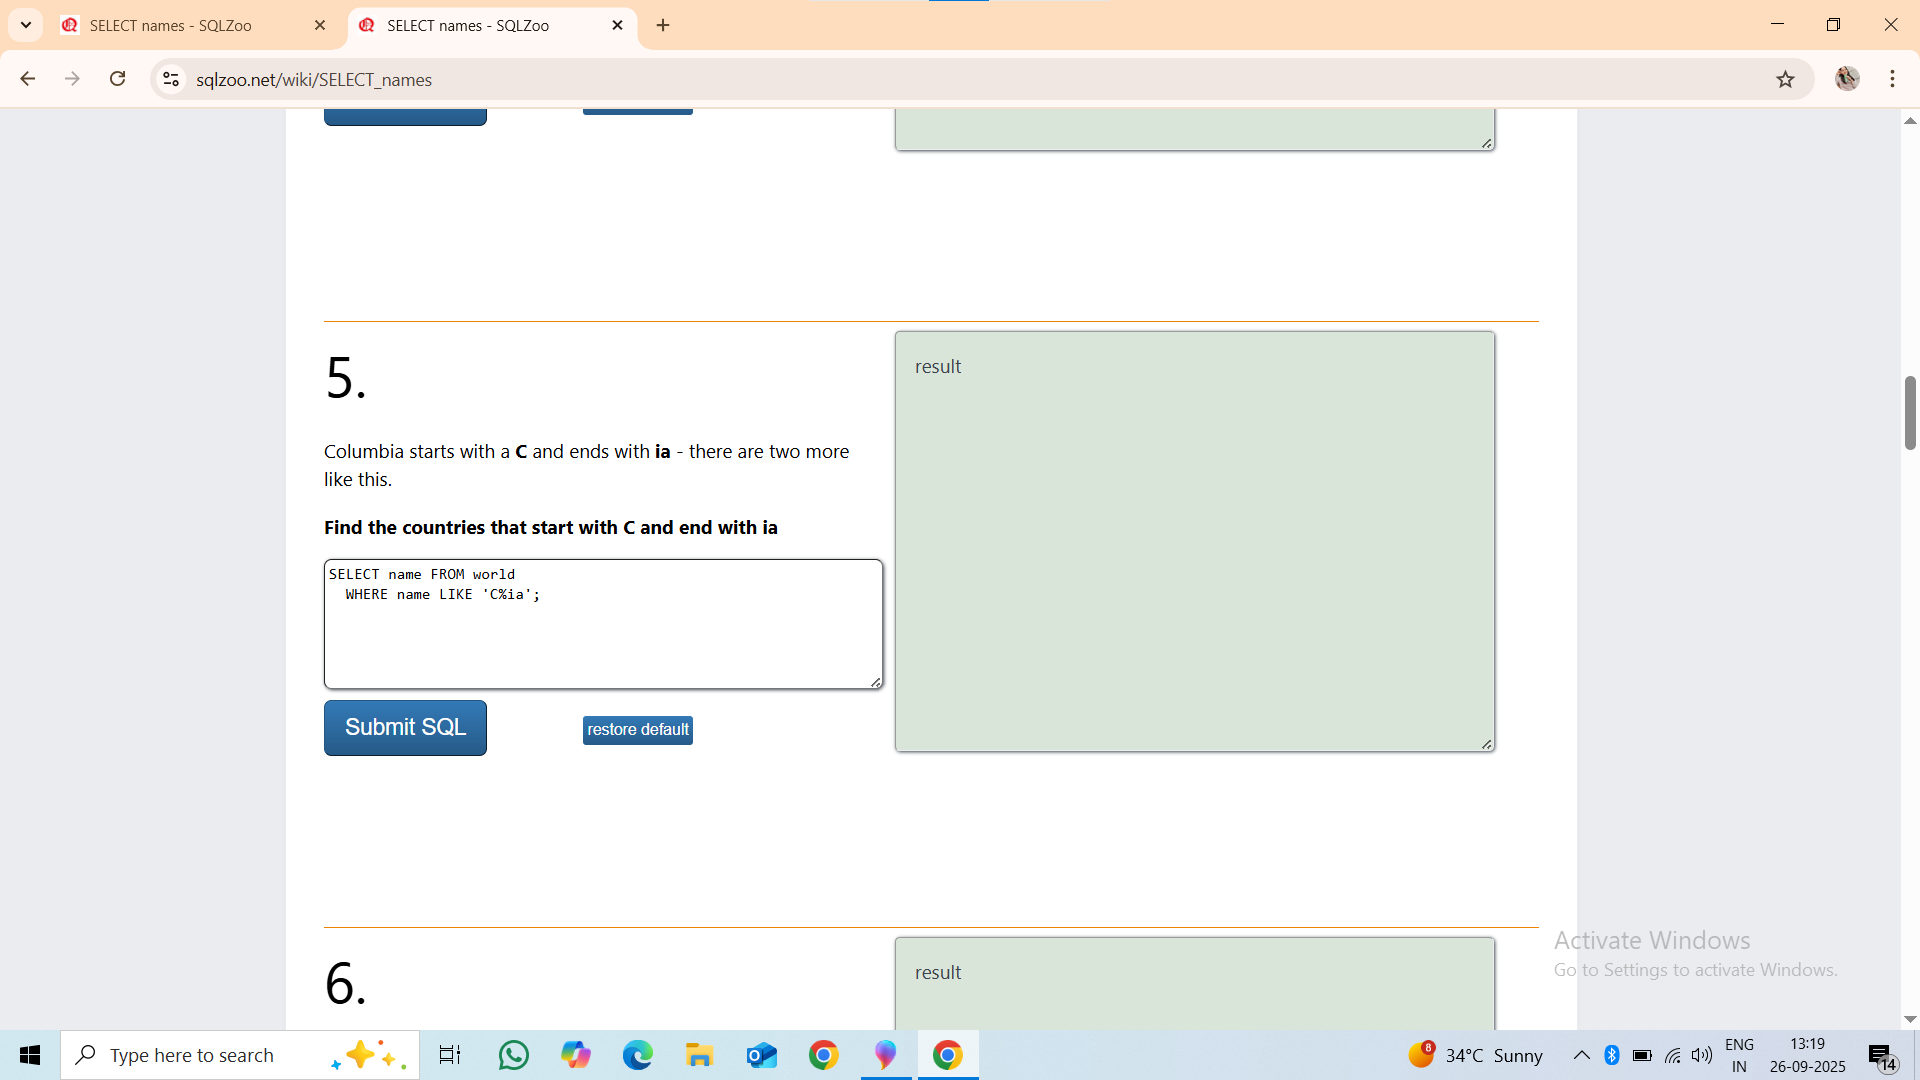 SELECT names - SQLZoo
SELECT names - SQLZoo
sqlzoo.net/wiki/SELECT_names
5.
result
Columbia starts with a C and ends with ia - there are two more
like this.
Find the countries that start with C and end with ia
SELECT name FROM world
WHERE name LIKE 'C%ia';
Submit SQL
restore default
6.
result
Activate Windows
Go to Settings to activate Windows.
Type here to search
8
34°C Sunny
ENG
IN
13:19
26-09-2025
14